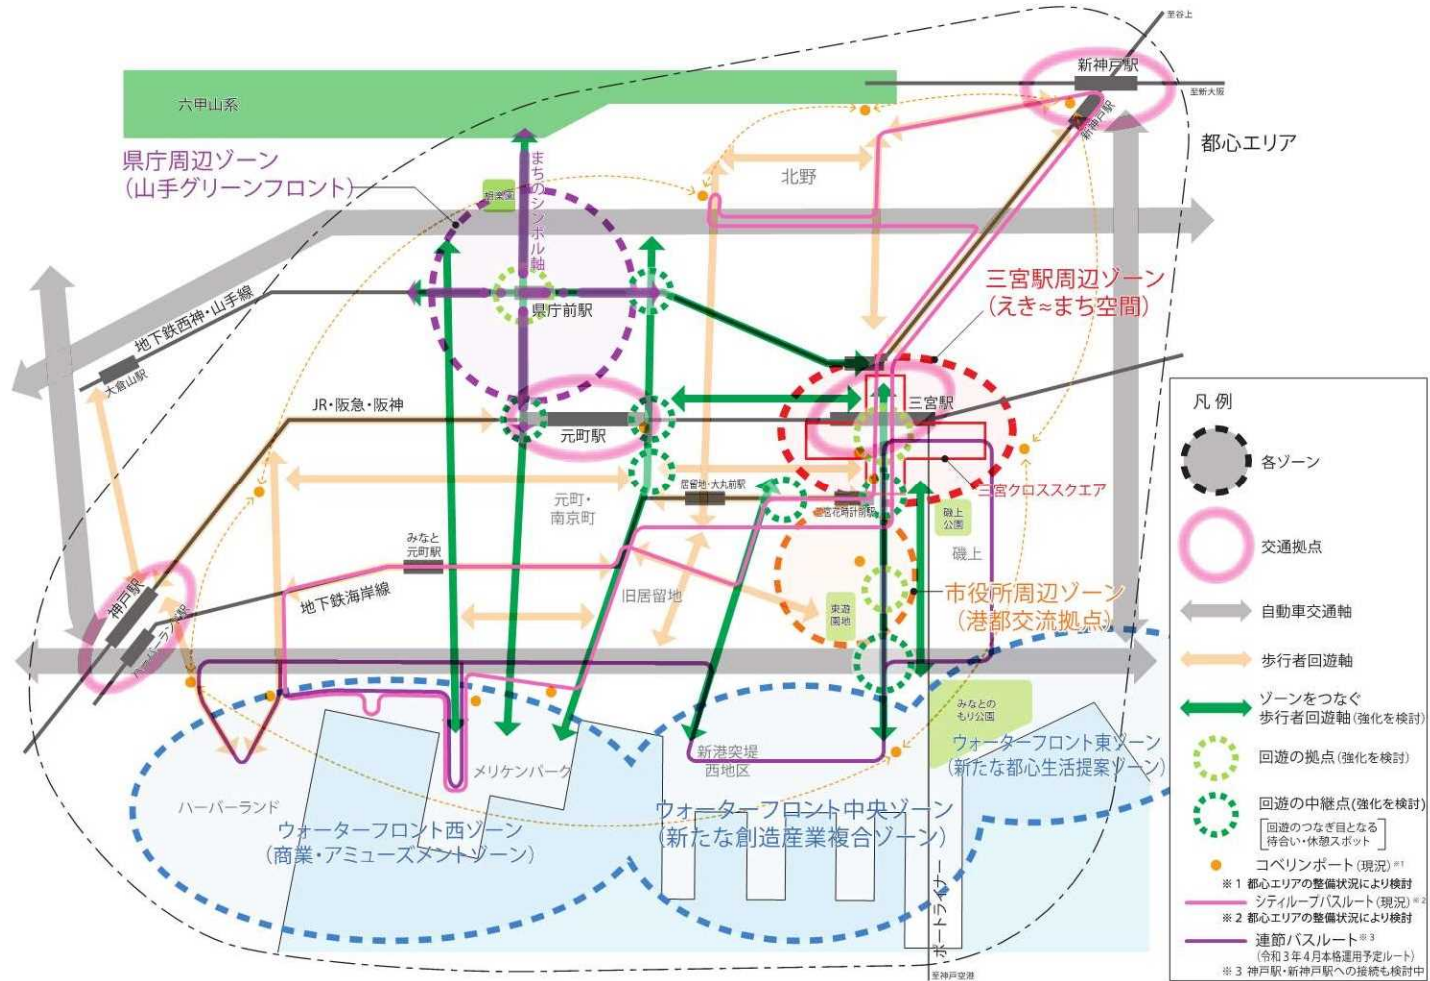 至谷上
新神戸駅
至新大阪
新神戸駅
都心エリア
六甲山系
県庁周辺ゾーン
（山手グリーンフロント）
まちのシンボル軸
相楽園
北野
三宮駅周辺ゾーン
（えき≈まち空間）
県庁前駅
地下鉄西神・山手線
大倉山駅
JR・阪急・阪神
元町駅
三宮駅
三宮クロススクエア
居留地・大丸前駅
三宮花時計前駅
元町・
南京町
磯上
公園
磯上
みなと
元町駅
旧居留地
地下鉄海岸線
神戸駅
ハーバーランド駅
東遊
園地
市役所周辺ゾーン
（港都交流拠点）
みなとの
もり公園
新港突堤
西地区
メリケンパーク
ハーバーランド
ウォーターフロント東ゾーン
（新たな都心生活提案ゾーン）
ウォーターフロント中央ゾーン
（新たな創造産業複合ゾーン）
ウォーターフロント西ゾーン
（商業・アミューズメントゾーン）
ポートライナー
至神戸空港
凡例
各ゾーン
交通拠点
自動車交通軸
歩行者回遊軸
ゾーンをつなぐ
歩行者回遊軸(強化を検討)
回遊の拠点(強化を検討)
回遊の中継点(強化を検討)
回遊のつなぎ目となる
待合い・休憩スポット
コベリンポート(現況)※1
※1 都心エリアの整備状況により検討
シティループバスルート(現況)※2
※2 都心エリアの整備状況により検討
連節バスルート※3
(令和3年4月本格運用予定ルート)
※3 神戸駅・新神戸駅への接続も検討中